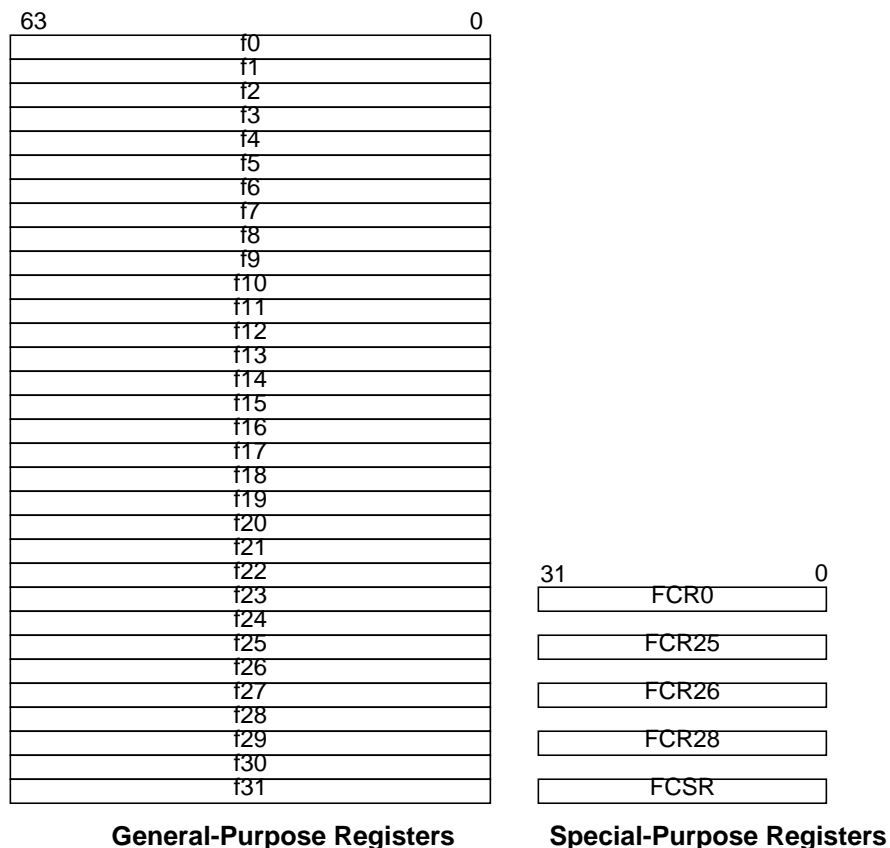 63 0
f0
f1
f2
f3
f4
f5
f6
f7
f8
f9
f10
f11
f12
f13
f14
f15
f16
f17
f18
f19
f20
f21
f22
f23
f24
f25
f26
f27
f28
f29
f30
f31
General-Purpose Registers
31 0
FCR0
FCR25
FCR26
FCR28
FCSR
Special-Purpose Registers